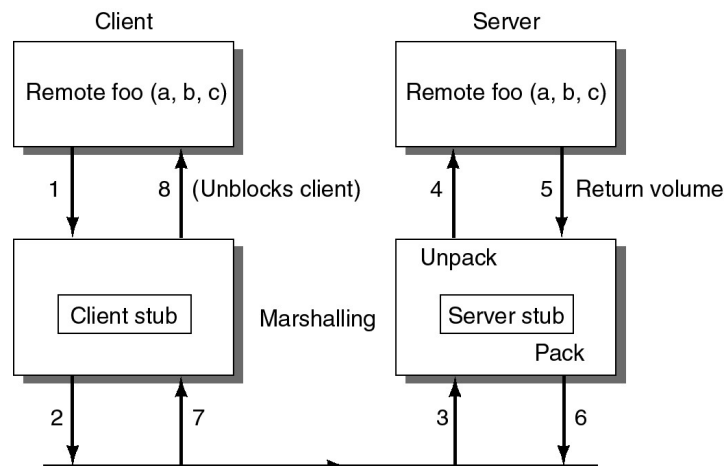 Client Server
Remote foo (a, b, c) Remote foo (a, b, c)
1 8 (Unblocks client) 4 5 Return volume
Unpack
Client stub Marshalling Server stub
Pack
2 7 3 6